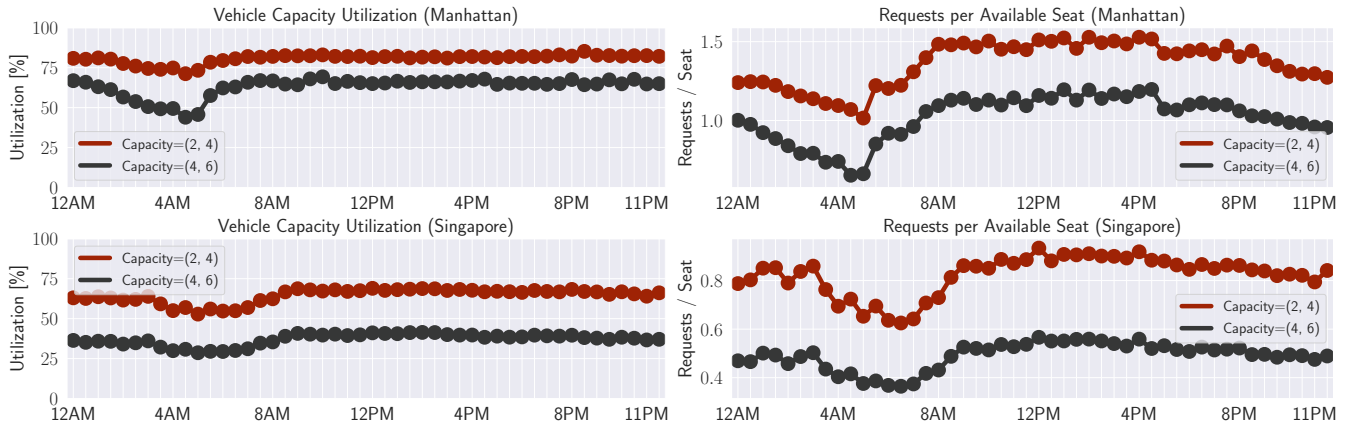 Vehicle Capacity Utilization (Manhattan)
Utilization [%]
100
75
50
25
0
Capacity=(2, 4)
Capacity=(4, 6)
12AM 4AM 8AM 12PM 4PM 8PM 11PM
Requests per Available Seat (Manhattan)
Requests / Seat
1.5
1.0
Capacity=(2, 4)
Capacity=(4, 6)
12AM 4AM 8AM 12PM 4PM 8PM 11PM
Vehicle Capacity Utilization (Singapore)
Utilization [%]
100
75
50
25
0
Capacity=(2, 4)
Capacity=(4, 6)
12AM 4AM 8AM 12PM 4PM 8PM 11PM
Requests per Available Seat (Singapore)
Requests / Seat
0.8
0.6
0.4
Capacity=(2, 4)
Capacity=(4, 6)
12AM 4AM 8AM 12PM 4PM 8PM 11PM